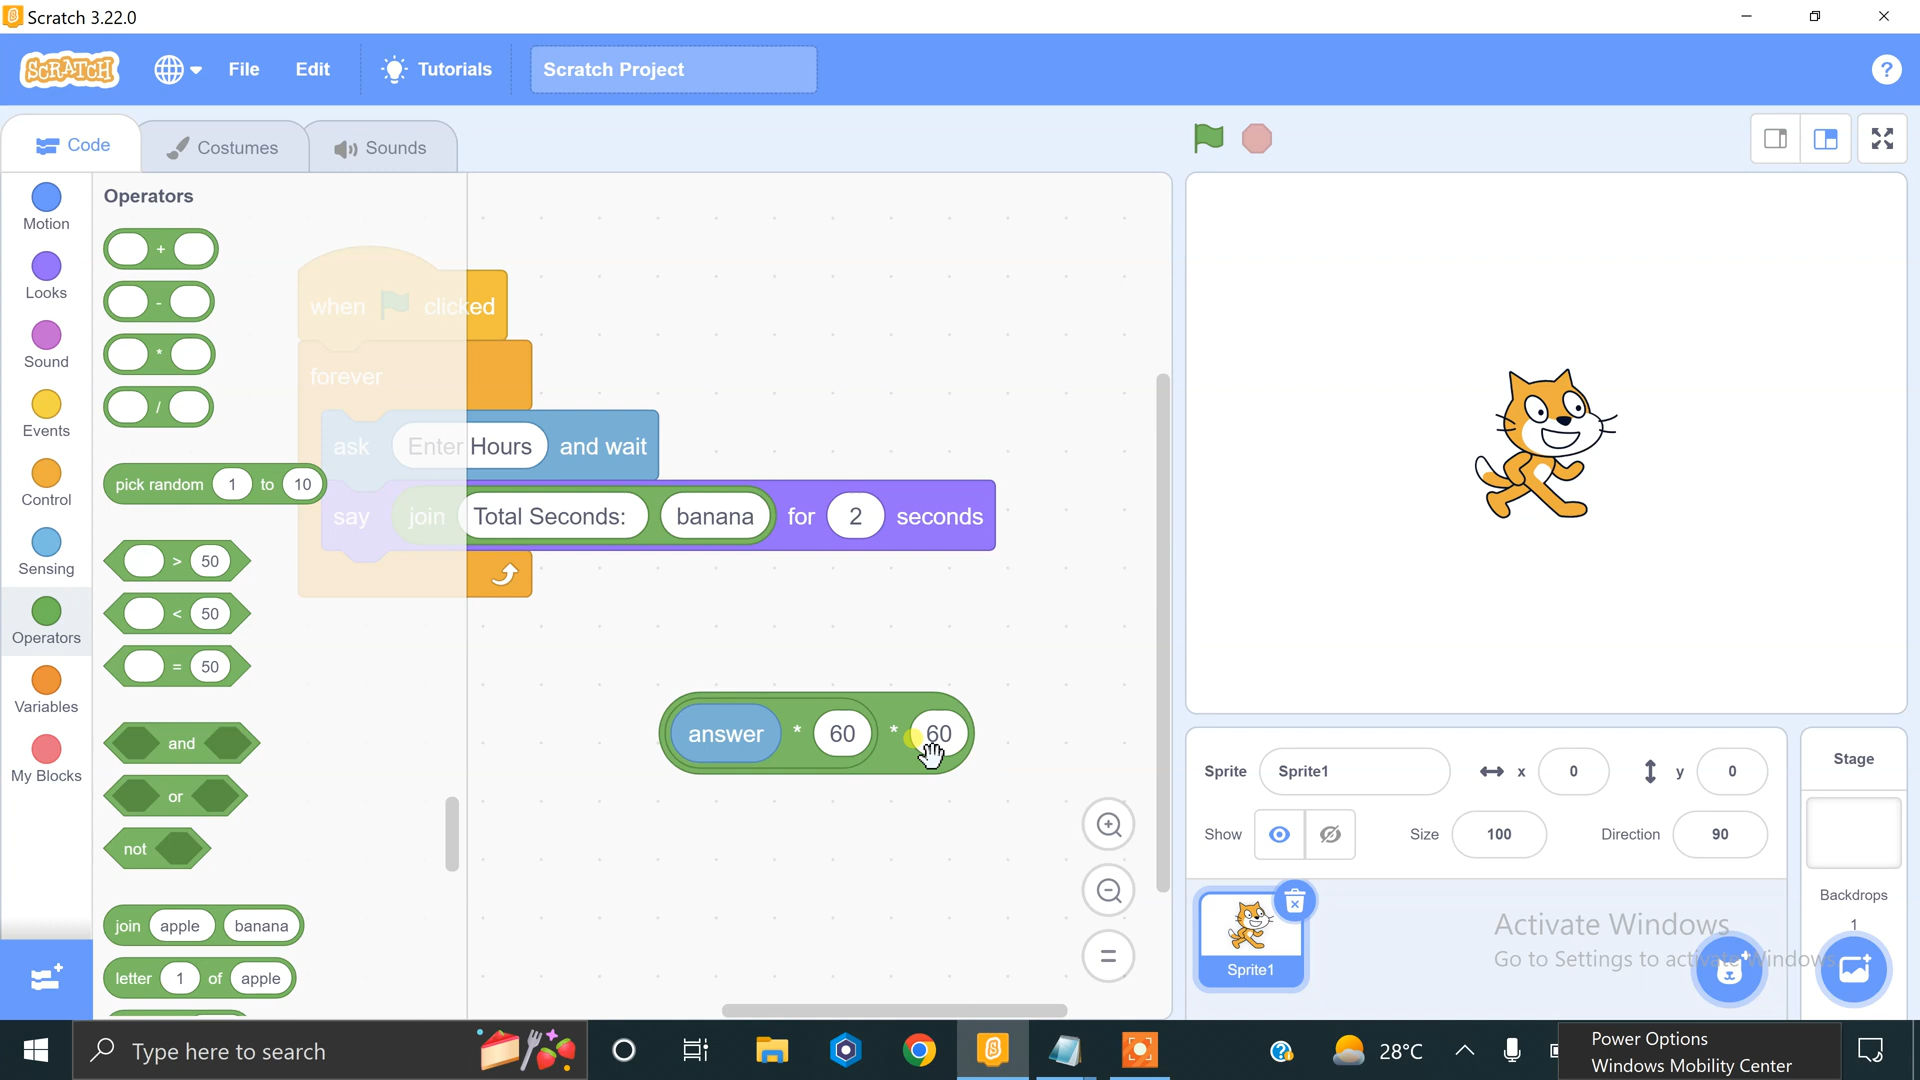 Scratch 3.22.0
SCRATCH
File
Edit
Tutorials
Scratch Project
?
Code
Costumes
Sounds
Motion
Looks
Sound
Events
Control
Sensing
Operators
Variables
My Blocks
Operators
+
-
*
/
pick random 1 to 10
> 50
< 50
= 50
and
or
not
join apple banana
letter 1 of apple
when clicked
forever
ask Enter Hours and wait
say join Total Seconds: banana for 2 seconds
answer * 60 * 60
Sprite Sprite1 x 0 y 0
Show Size 100 Direction 90
Sprite1
Stage
Backdrops
1
Activate Windows
Go to Settings to activate Windows
Type here to search
28°C
Power Options
Windows Mobility Center